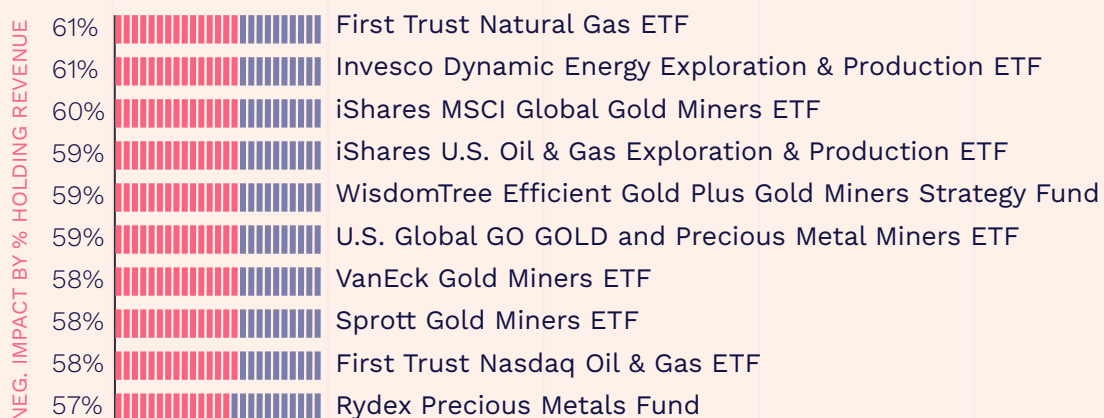 NEG. IMPACT BY % HOLDING REVENUE
61% First Trust Natural Gas ETF
61% Invesco Dynamic Energy Exploration & Production ETF
60% iShares MSCI Global Gold Miners ETF
59% iShares U.S. Oil & Gas Exploration & Production ETF
59% WisdomTree Efficient Gold Plus Gold Miners Strategy Fund
59% U.S. Global GO GOLD and Precious Metal Miners ETF
58% VanEck Gold Miners ETF
58% Sprott Gold Miners ETF
58% First Trust Nasdaq Oil & Gas ETF
57% Rydex Precious Metals Fund